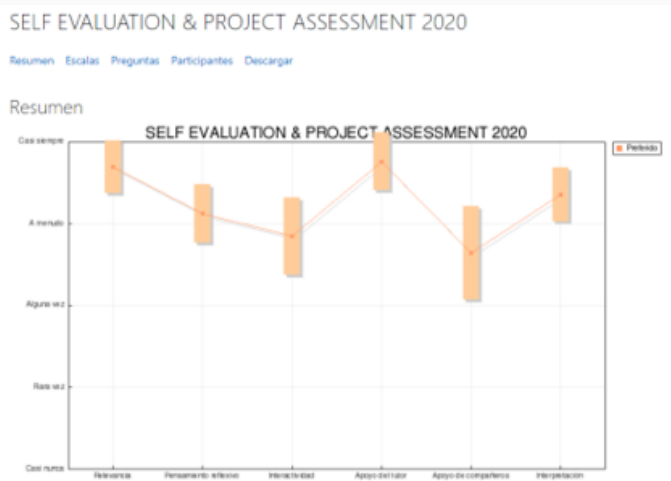 SELF EVALUATION & PROJECT ASSESSMENT 2020
Resumen Escalas Preguntas Participantes Descargar
Resumen
SELF EVALUATION & PROJECT ASSESSMENT 2020
Casi siempre
Preferido
A menudo
Alguna vez
Rara vez
Casi nunca
Relevancia Pensamiento reflexivo Interactividad Apoyo del tutor Apoyo de compañeros Interpretación